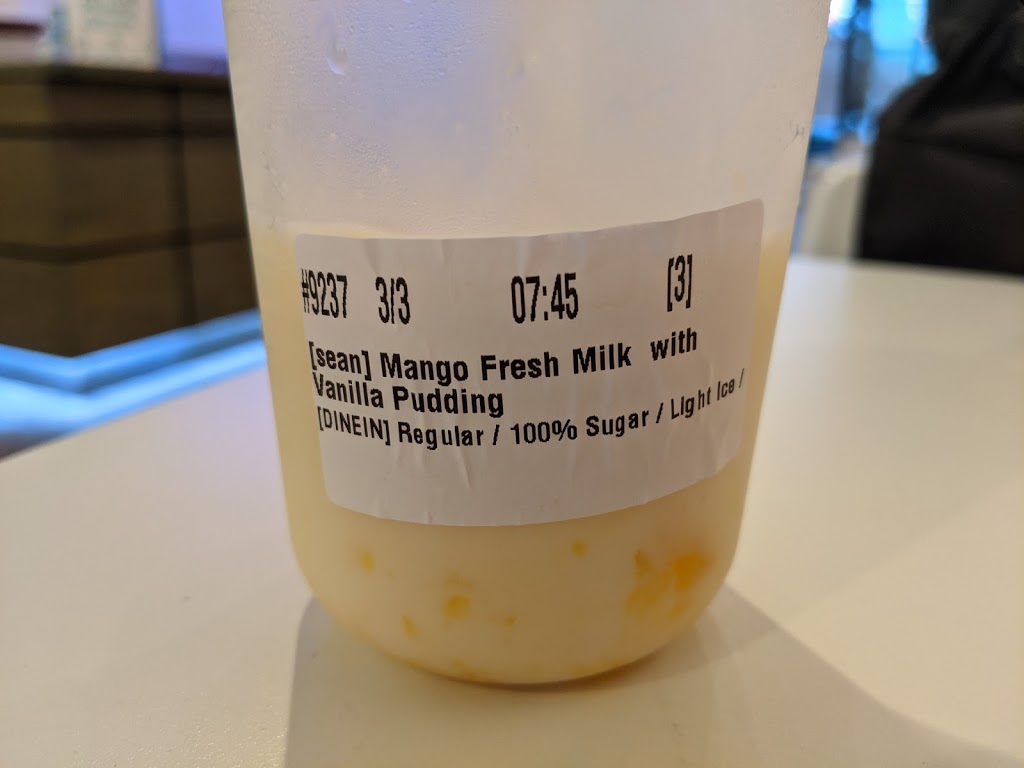 #9237 3/3 07:45 [3]
[sean] Mango Fresh Milk with
Vanilla Pudding
[DINEIN] Regular / 100% Sugar / Light Ice /